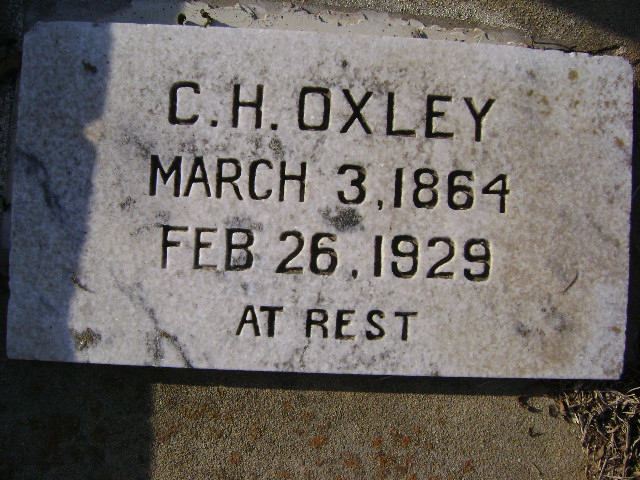 C.H. OXLEY
MARCH 3, 1864
FEB 26, 1929
AT REST